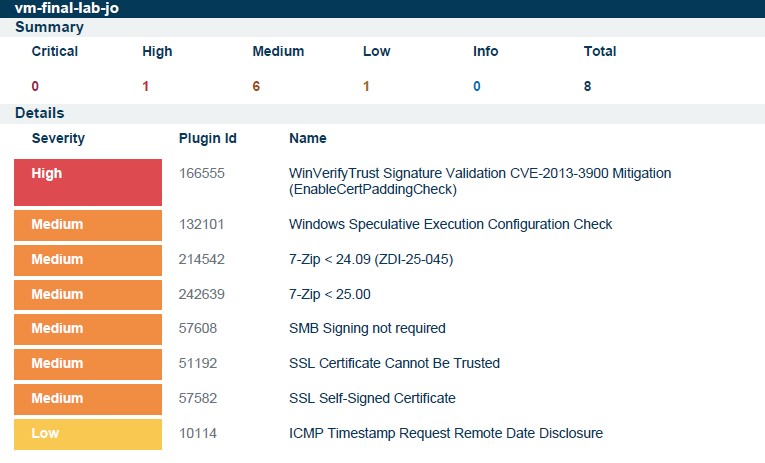 vm-final-lab-jo
Summary
Critical High Medium Low Info Total
0 1 6 1 0 8
Details
Severity Plugin Id Name
High 166555 WinVerifyTrust Signature Validation CVE-2013-3900 Mitigation
(EnableCertPaddingCheck)
Medium 132101 Windows Speculative Execution Configuration Check
Medium 214542 7-Zip < 24.09 (ZDI-25-045)
Medium 242639 7-Zip < 25.00
Medium 57608 SMB Signing not required
Medium 51192 SSL Certificate Cannot Be Trusted
Medium 57582 SSL Self-Signed Certificate
Low 10114 ICMP Timestamp Request Remote Date Disclosure